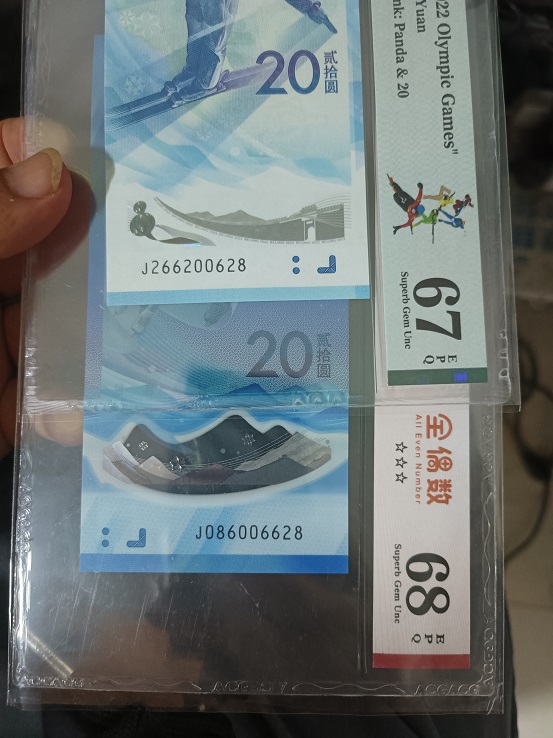 20
贰拾圆
J266200628
22 Olympic Games"
Yuan
nk: Panda & 20
67
EPQ
Superb Gem Unc
20
贰拾圆
J086006628
全偶数
All Even Number
☆☆☆
68
EPQ
Superb Gem Unc